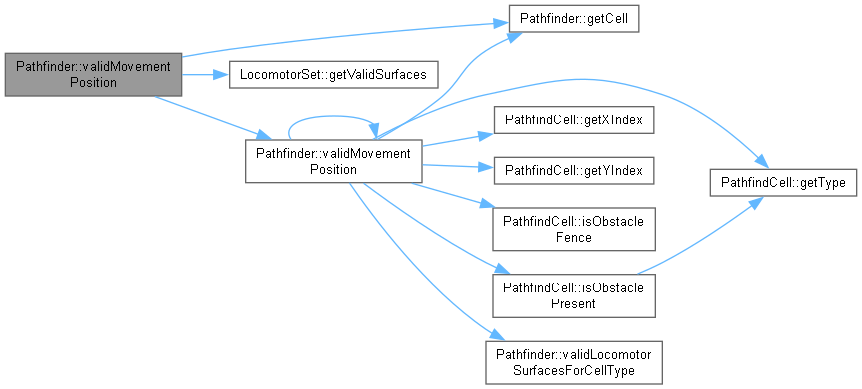 Pathfinder::getCell
Pathfinder::validMovement
Position
LocomotorSet::getValidSurfaces
PathfindCell::getXIndex
Pathfinder::validMovement
Position
PathfindCell::getYIndex
PathfindCell::getType
PathfindCell::isObstacle
Fence
PathfindCell::isObstacle
Present
Pathfinder::validLocomotor
SurfacesForCellType